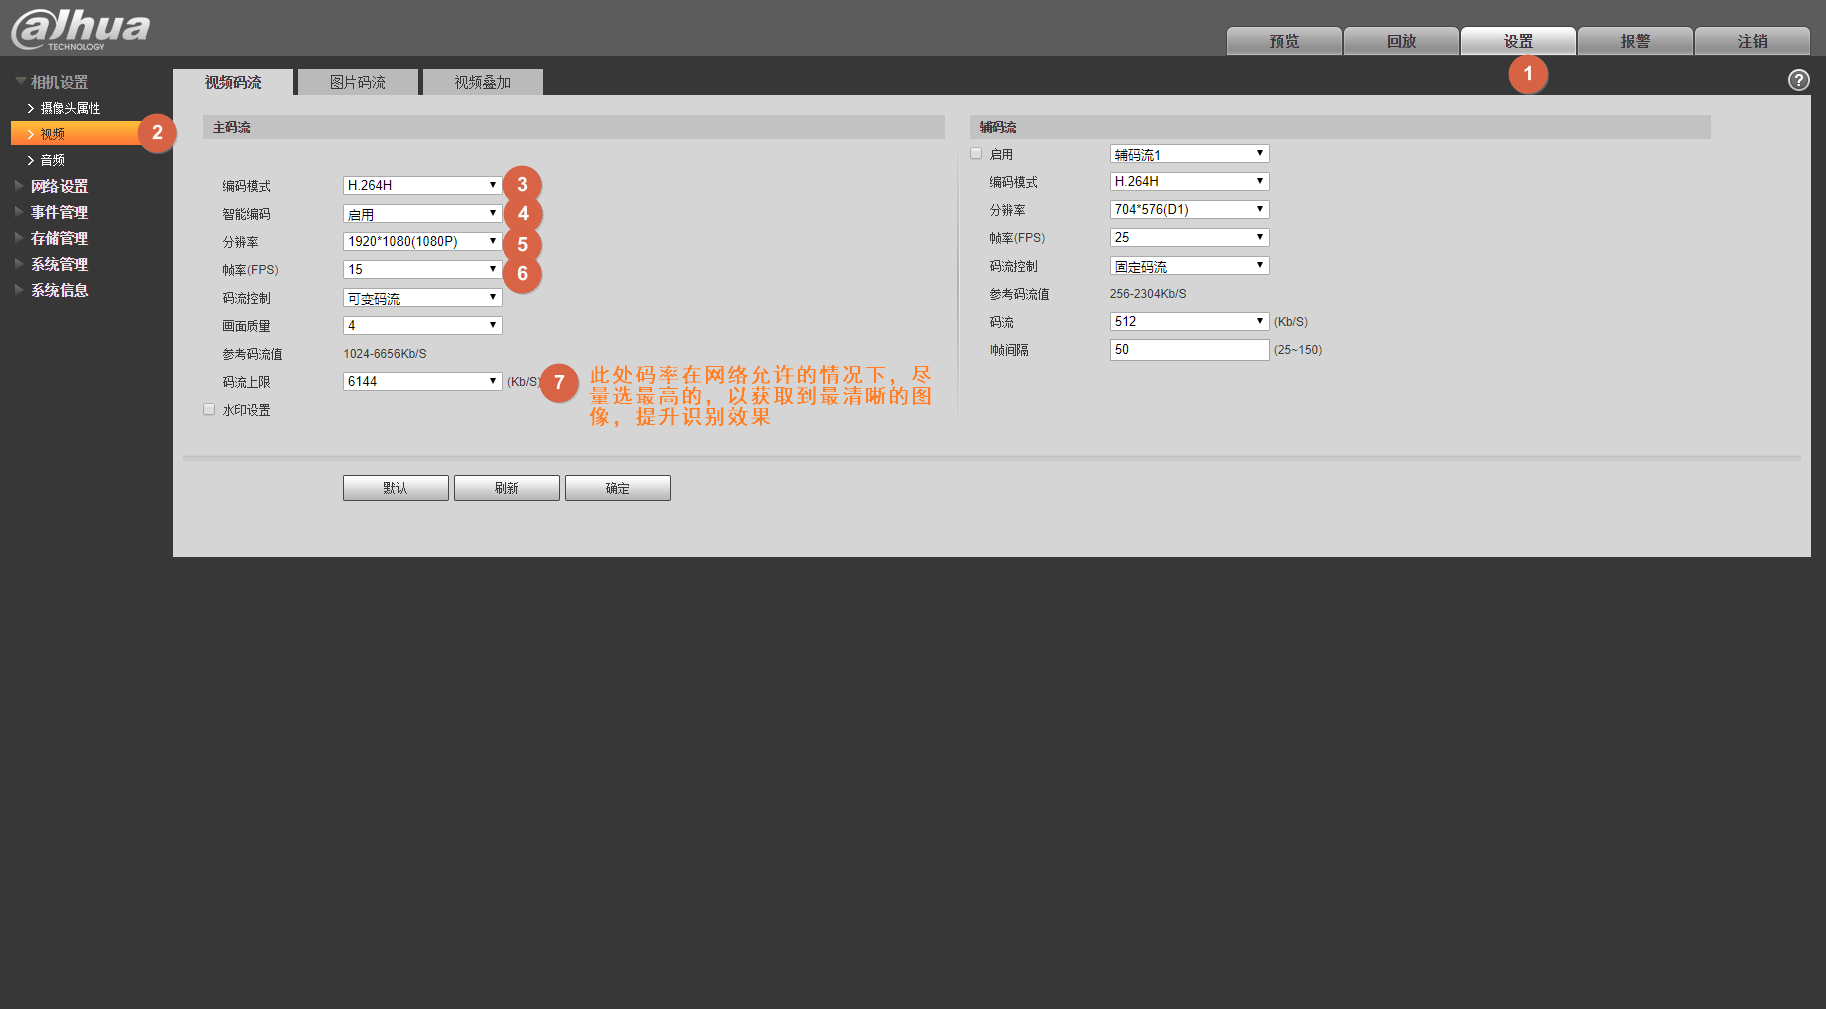 alhua
TECHNOLOGY
预览
回放
设置
报警
注销
1
?
相机设置
摄像头属性
视频
2
音频
网络设置
事件管理
存储管理
系统管理
系统信息
视频码流
图片码流
视频叠加
主码流
编码模式
H.264H
3
智能编码
启用
4
分辨率
1920*1080(1080P)
5
帧率(FPS)
15
6
码流控制
可变码流
画面质量
4
参考码流值
1024-6656Kb/S
码流上限
6144
(Kb/S)
7
此处码率在网络允许的情况下，尽
量选最高的，以获取到最清晰的图
像，提升识别效果
水印设置
辅码流
启用
辅码流1
编码模式
H.264H
分辨率
704*576(D1)
帧率(FPS)
25
码流控制
固定码流
参考码流值
256-2304Kb/S
码流
512
(Kb/S)
I帧间隔
50
(25~150)
默认
刷新
确定